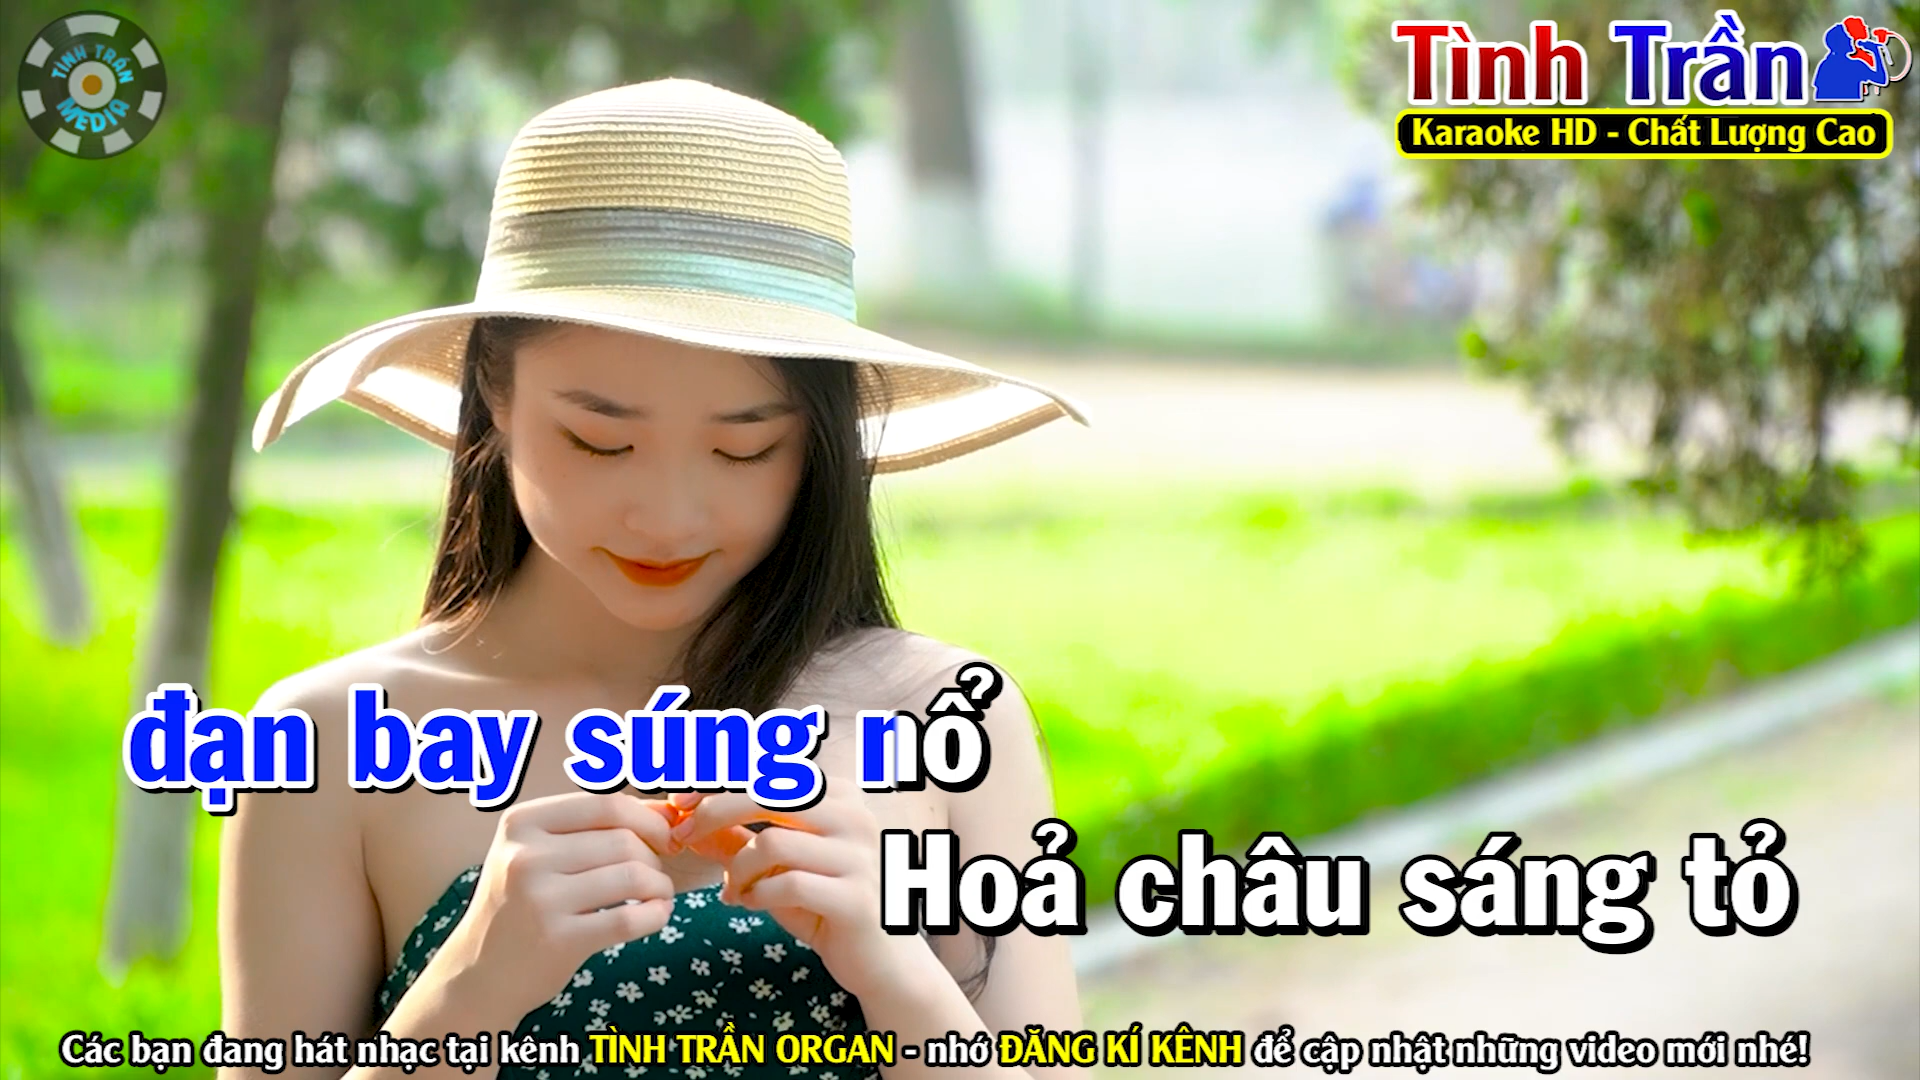 TÌNH TRẦN
MEDIA
Tình Trần
Karaoke HD - Chất Lượng Cao
đạn bay súng nổ
Hoả châu sáng tỏ
Các bạn đang hát nhạc tại kênh TÌNH TRẦN ORGAN - nhớ ĐĂNG KÍ KÊNH để cập nhật những video mới nhé!